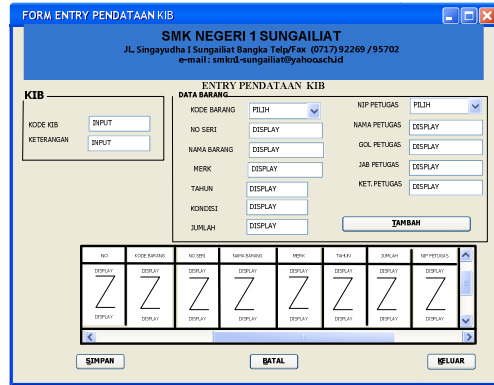 FORM ENTRY PENDATAAN KIB
SMK NEGERI 1 SUNGAILIAT
JL. Singayudha I Sungailiat Bangka Telp/Fax (0717) 92269 / 95702
e-mail : smkn1-sungailiat@yahoo.sch.id
ENTRY PENDATAAN KIB
KIB
KODE KIB INPUT
KETERANGAN INPUT
DATA BARANG
KODE BARANG PILIH
NO SERI DISPLAY
NAMA BARANG DISPLAY
MERK DISPLAY
TAHUN DISPLAY
KONDISI DISPLAY
JUMLAH DISPLAY
NIP PETUGAS PILIH
NAMA PETUGAS DISPLAY
GOL PETUGAS DISPLAY
JAB PETUGAS DISPLAY
KET. PETUGAS DISPLAY
TAMBAH
NO KODE BARANG NO SERI NAMA BARANG MERK TAHUN JUMLAH NIP PETUGAS
DISPLAY DISPLAY DISPLAY DISPLAY DISPLAY DISPLAY DISPLAY DISPLAY
DISPLAY DISPLAY DISPLAY DISPLAY DISPLAY DISPLAY DISPLAY DISPLAY
SIMPAN BATAL KELUAR